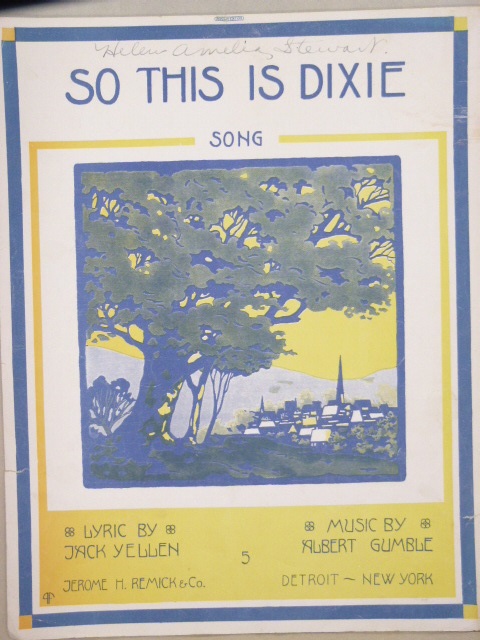 Helen Amelia Stewart.
SO THIS IS DIXIE
SONG
LYRIC BY
JACK YELLEN
MUSIC BY
ALBERT GUMBLE
5
JEROME H. REMICK & Co.
DETROIT ~ NEW YORK